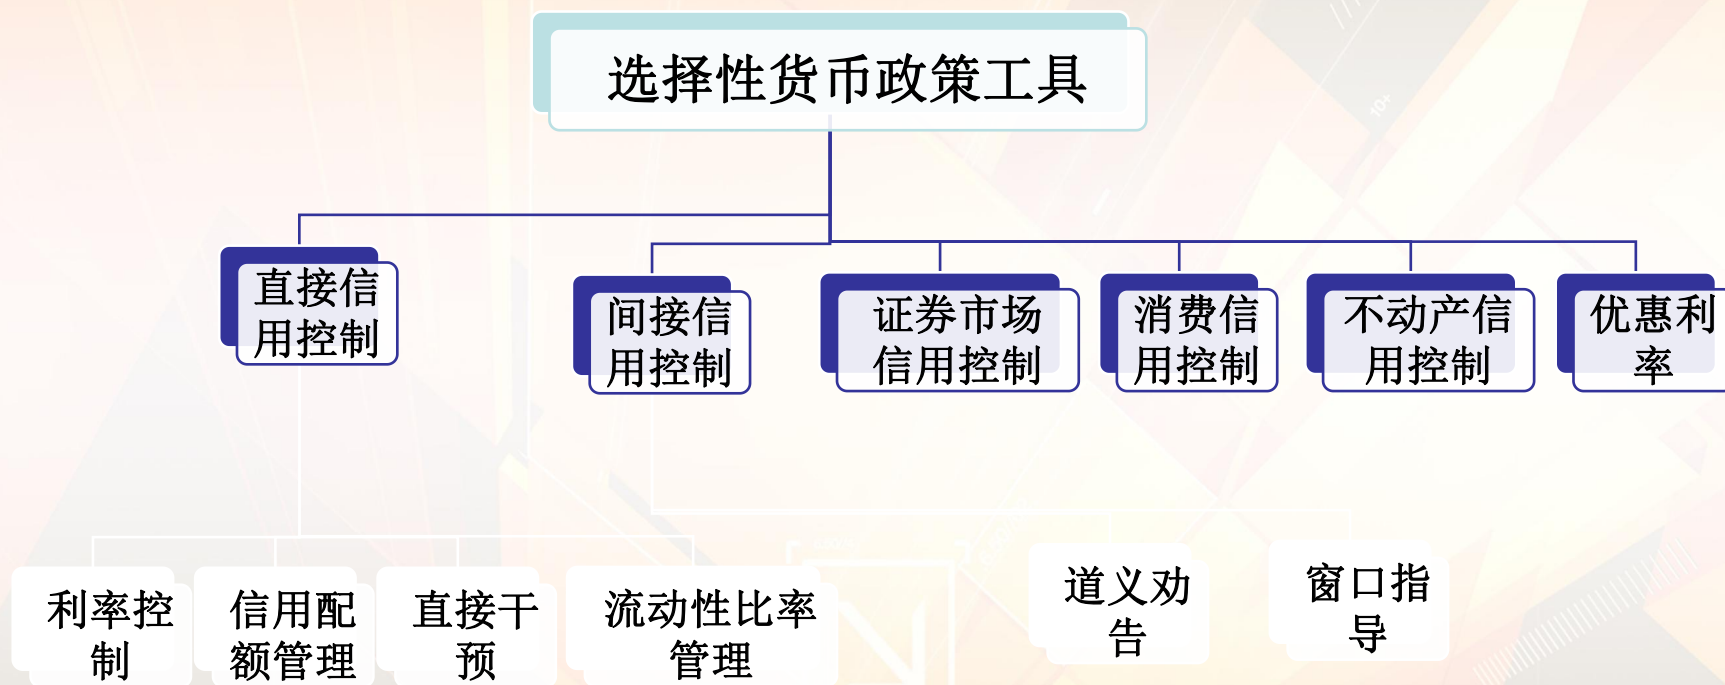 选择性货币政策工具
直接信
用控制
间接信
用控制
证券市场
信用控制
消费信
用控制
不动产信
用控制
优惠利
率
利率控
制
信用配
额管理
直接干
预
流动性比率
管理
道义劝
告
窗口指
导